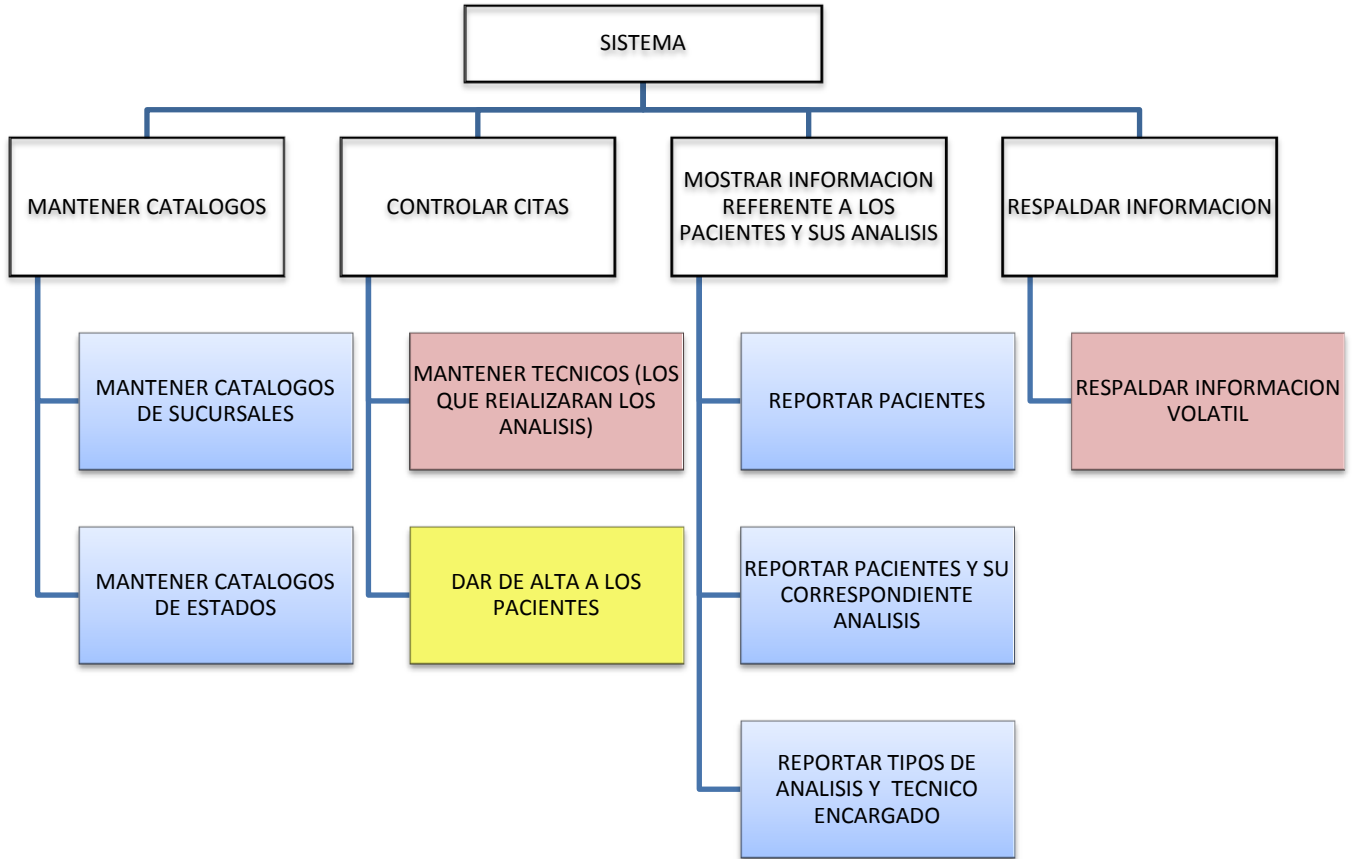 SISTEMA
MANTENER CATALOGOS
CONTROLAR CITAS
MOSTRAR INFORMACION
REFERENTE A LOS
PACIENTES Y SUS ANALISIS
RESPALDAR INFORMACION
MANTENER CATALOGOS
DE SUCURSALES
MANTENER TECNICOS (LOS
QUE REIALIZARAN LOS
ANALISIS)
REPORTAR PACIENTES
RESPALDAR INFORMACION
VOLATIL
MANTENER CATALOGOS
DE ESTADOS
DAR DE ALTA A LOS
PACIENTES
REPORTAR PACIENTES Y SU
CORRESPONDIENTE
ANALISIS
REPORTAR TIPOS DE
ANALISIS Y  TECNICO
ENCARGADO